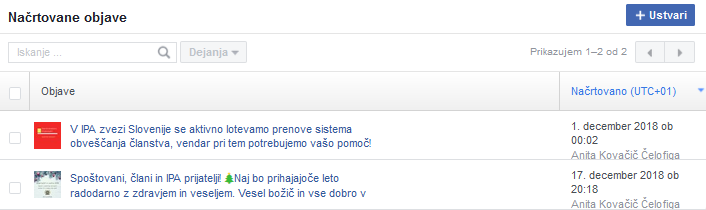 Načrtovane objave
+ Ustvari
Iskanje ...
Dejanja
Prikazujem 1–2 od 2
Objave
Načrtovano (UTC+01)
V IPA zvezi Slovenije se aktivno lotevamo prenove sistema
obveščanja članstva, vendar pri tem potrebujemo vašo pomoč!
1. december 2018 ob
00:02
Anita Kovačič Čelofiga
Spoštovani, člani in IPA prijatelji! 🌲Naj bo prihajajoče leto
radodarno z zdravjem in veseljem. Vesel božič in vse dobro v
17. december 2018 ob
20:18
Anita Kovačič Čelofiga